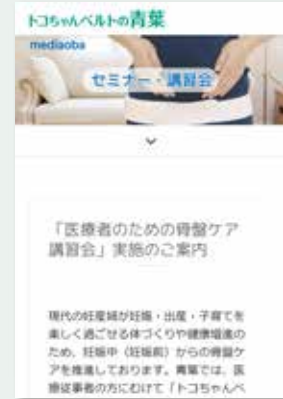 トコちゃんベルトの青葉
mediaoba
セミナー・講習会
「医療者のための骨盤ケア
講習会」実施のご案内
現代の妊産婦が妊娠・出産・子育てを
楽しく過ごせる体づくりや健康増進の
ため、妊娠中（妊娠前）からの骨盤ケ
アを推進しております。青葉では、医
療従事者の方にむけて「トコちゃんベ